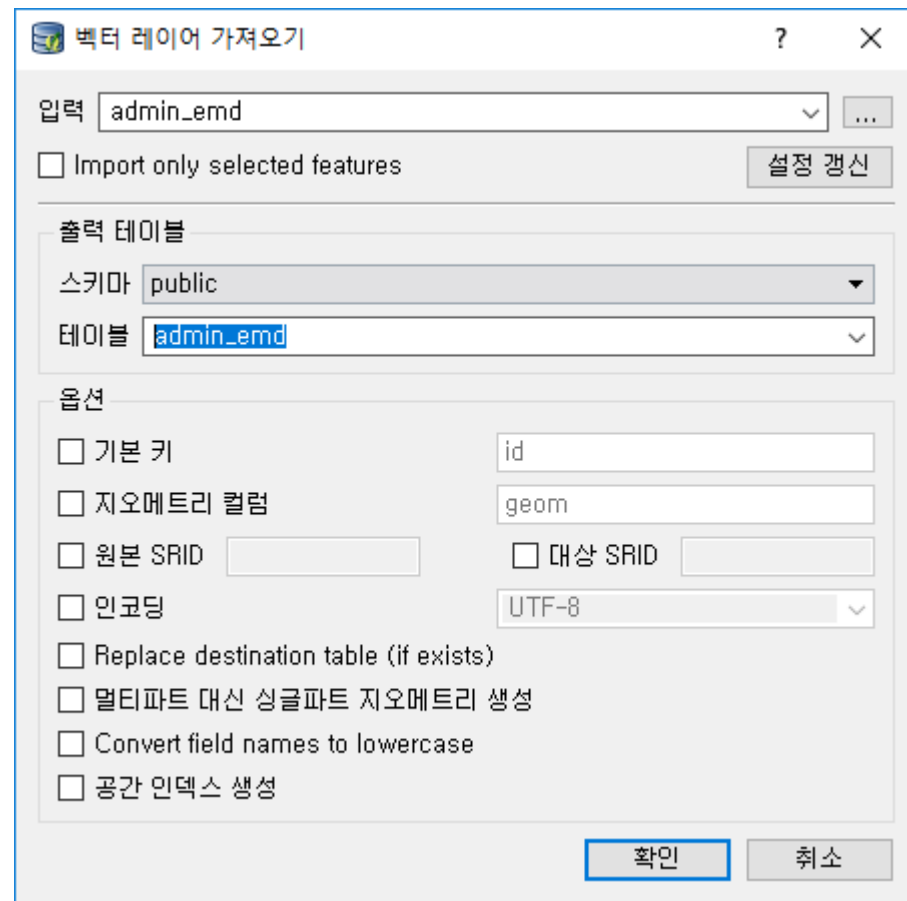 벡터 레이어 가져오기 ?
입력 admin_emd ...
Import only selected features 설정 갱신
출력 테이블
스키마 public
테이블 admin_emd
옵션
기본 키 id
지오메트리 컬럼 geom
원본 SRID 대상 SRID
인코딩 UTF-8
Replace destination table (if exists)
멀티파트 대신 싱글파트 지오메트리 생성
Convert field names to lowercase
공간 인덱스 생성
확인 취소